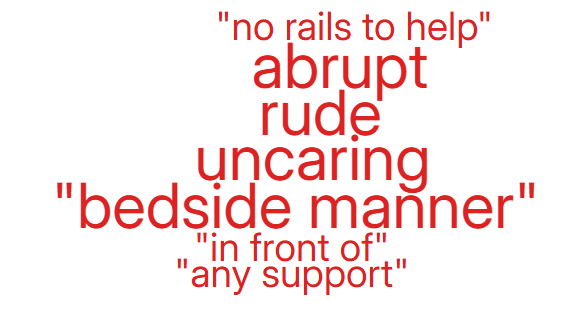 "no rails to help"
abrupt
rude
uncaring
"bedside manner"
"in front of"
"any support"